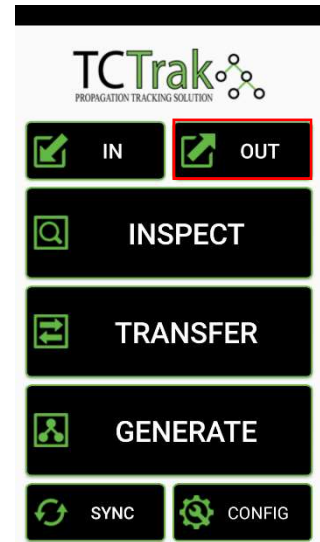 TCTrak
PROPAGATION TRACKING SOLUTION
IN
OUT
INSPECT
TRANSFER
GENERATE
SYNC
CONFIG